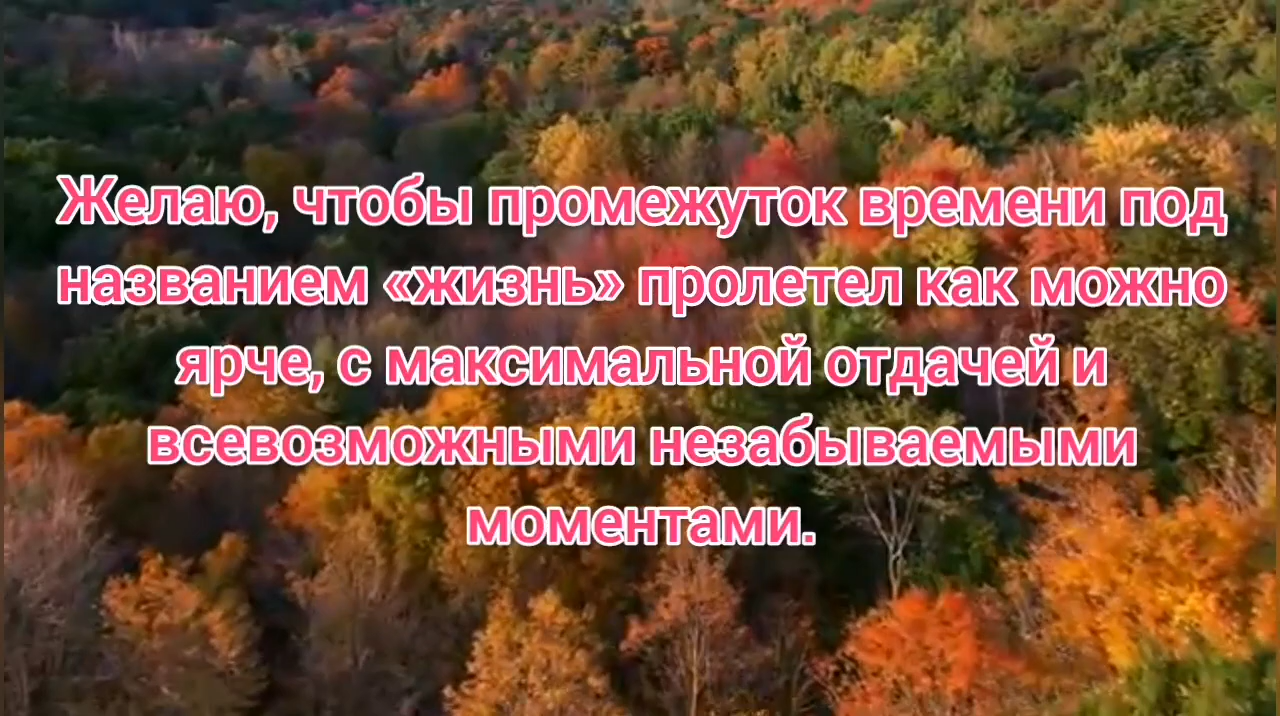 Желаю, чтобы промежуток времени под
названием «жизнь» пролетел как можно
ярче, с максимальной отдачей и
всевозможными незабываемыми
моментами.